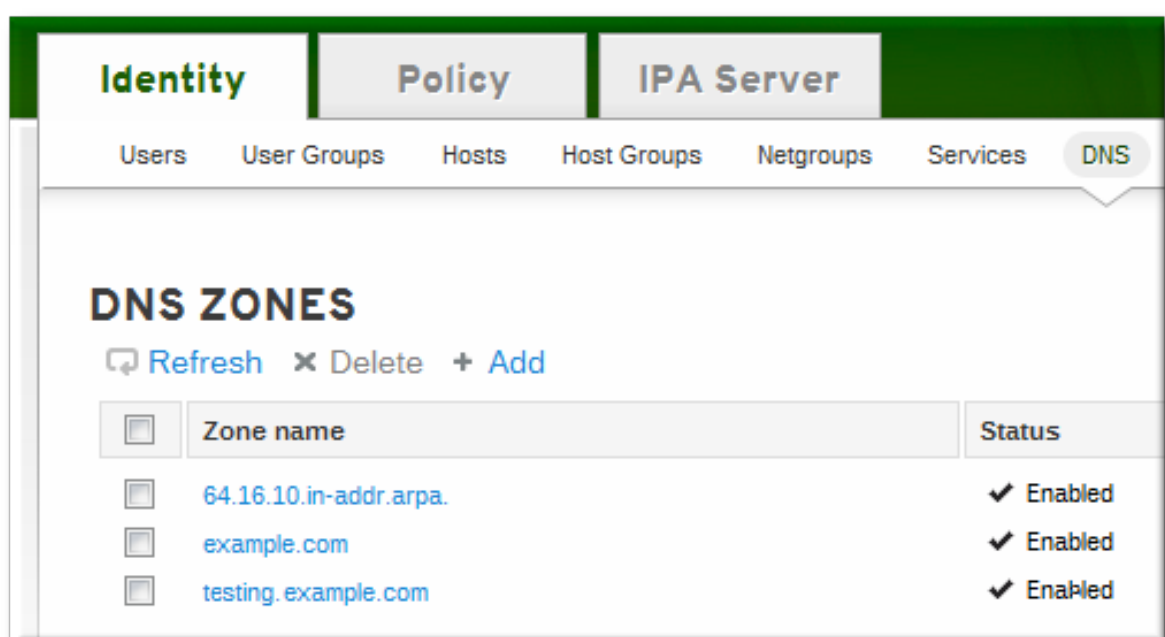 Identity Policy IPA Server
Users User Groups Hosts Host Groups Netgroups Services DNS
DNS ZONES
Refresh Delete + Add
Zone name Status
64.16.10.in-addr.arpa. Enabled
example.com Enabled
testing.example.com Enabled